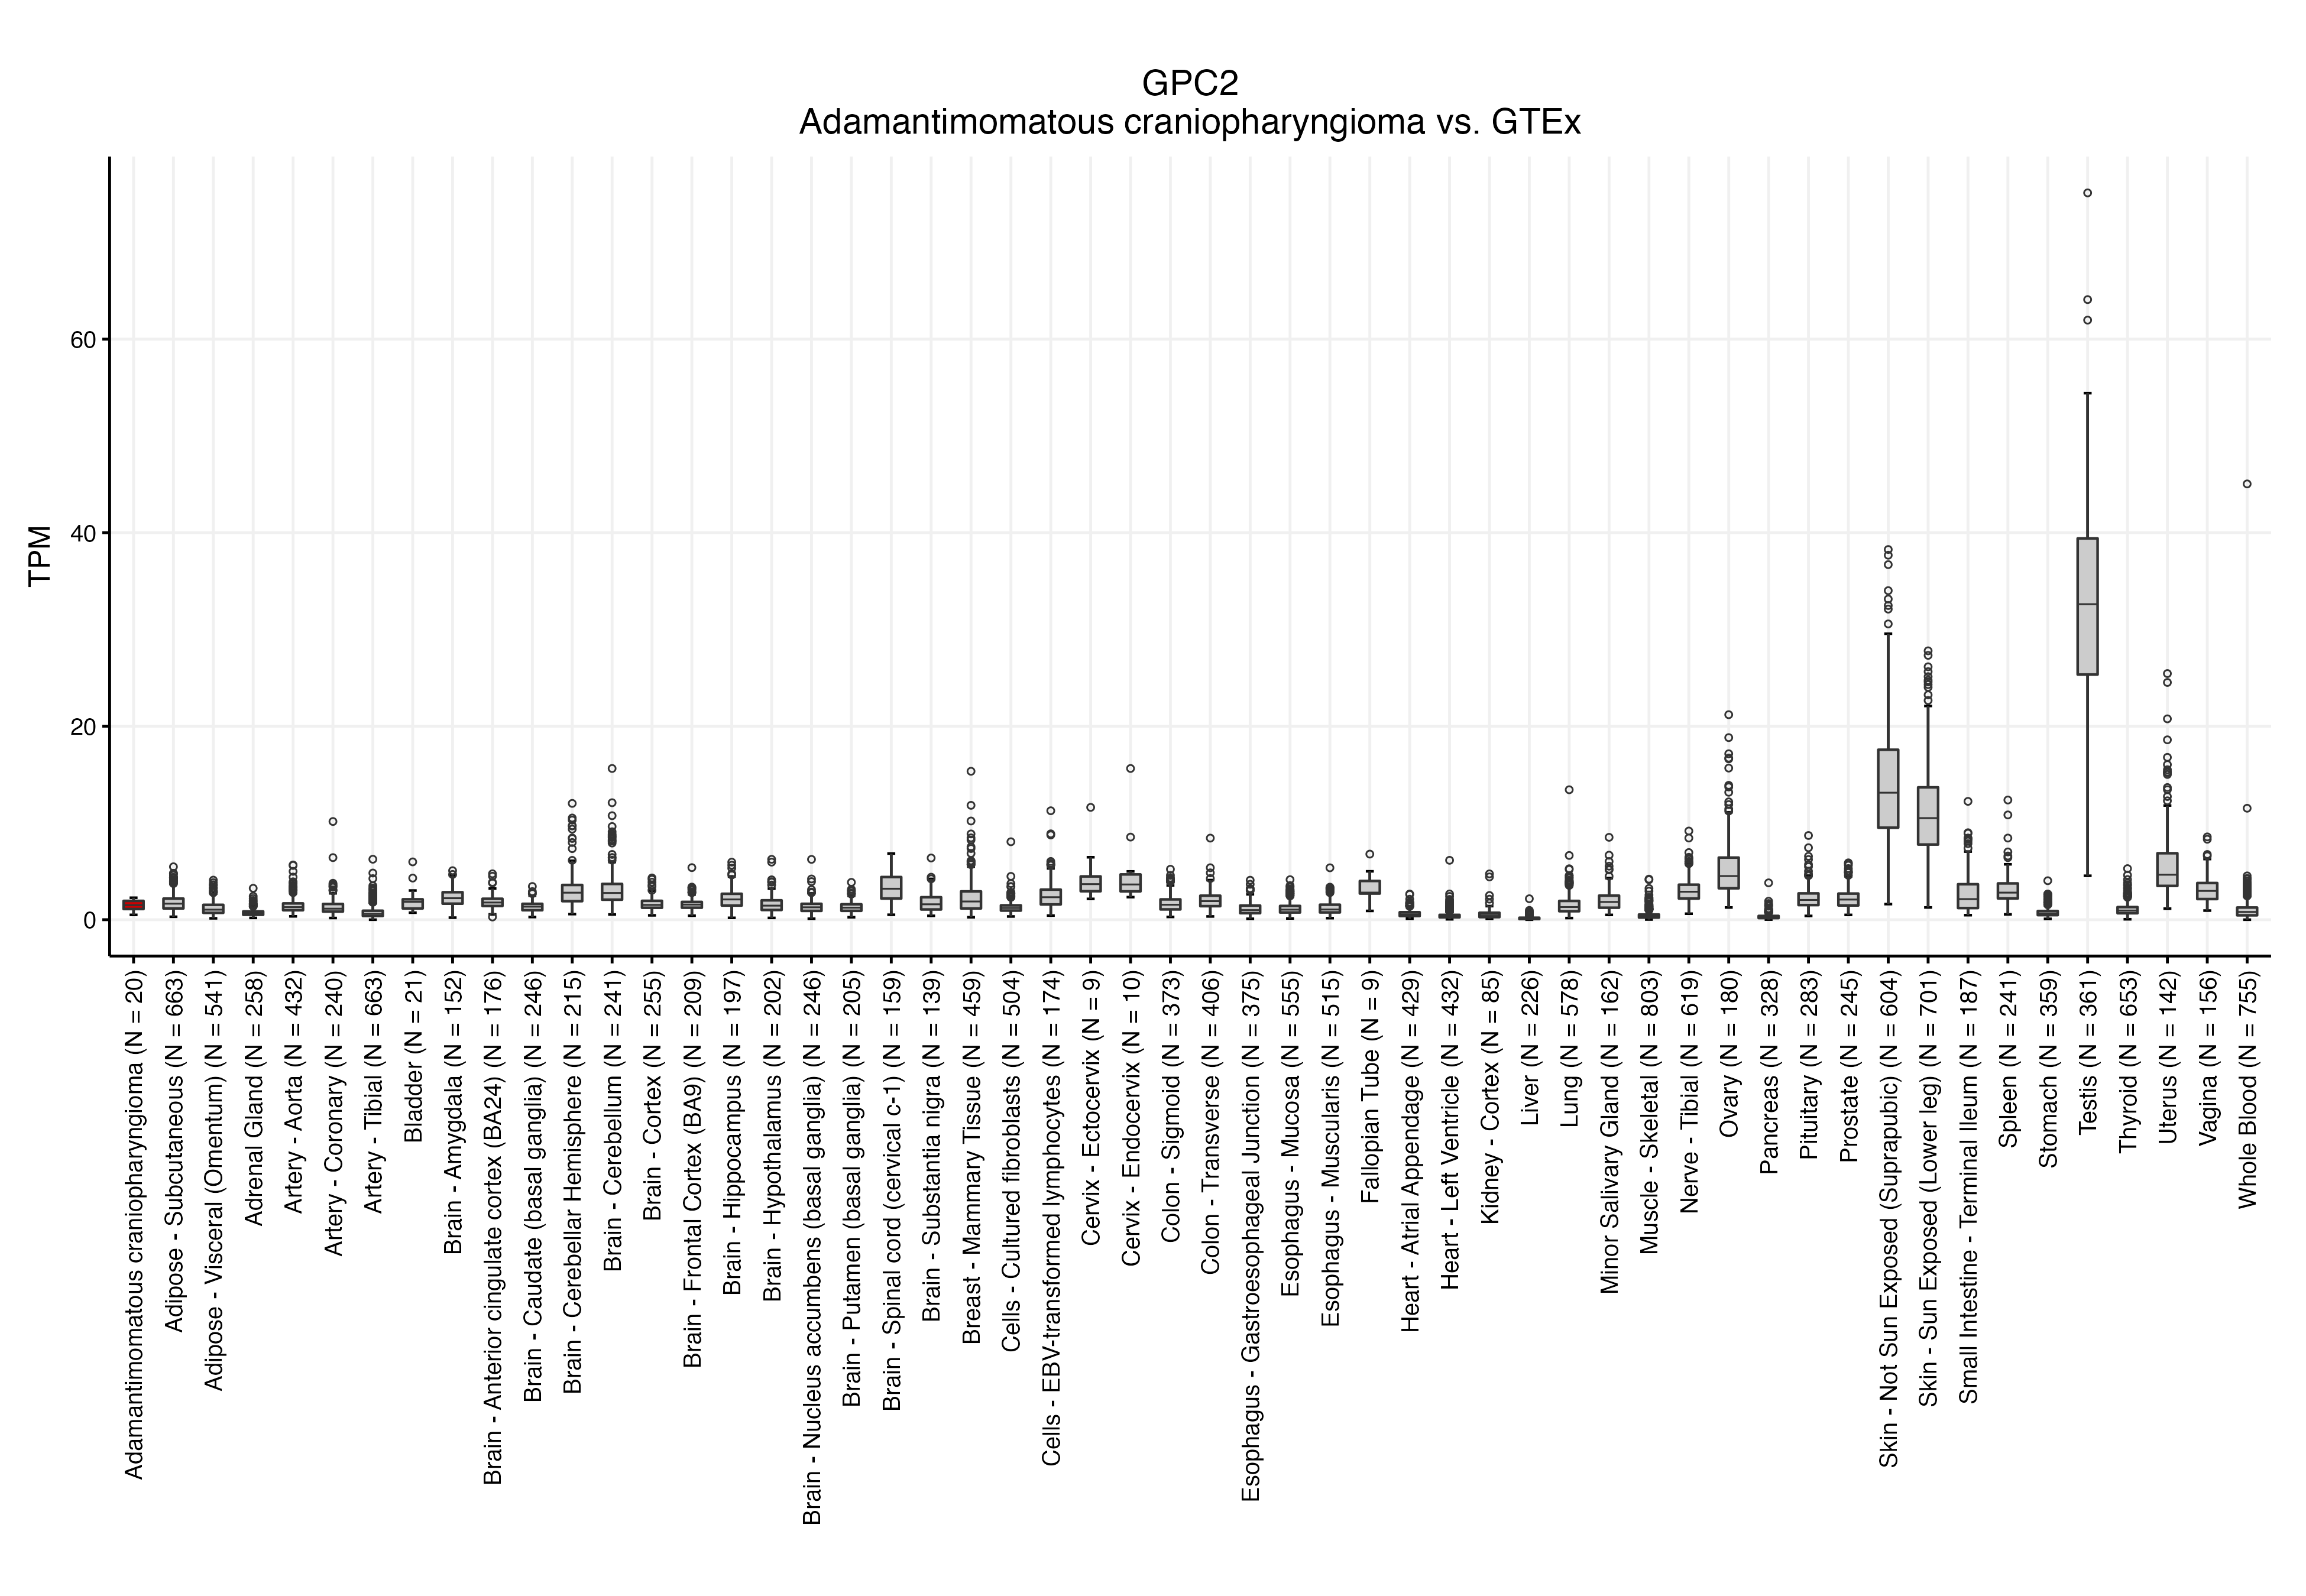 GPC2
Adamantimomatous craniopharyngioma vs. GTEx
TPM
60
40
20
0
Adamantimomatous craniopharyngioma (N = 20)
Adipose - Subcutaneous (N = 663)
Adipose - Visceral (Omentum) (N = 541)
Adrenal Gland (N = 258)
Artery - Aorta (N = 432)
Artery - Coronary (N = 240)
Artery - Tibial (N = 663)
Bladder (N = 21)
Brain - Amygdala (N = 152)
Brain - Anterior cingulate cortex (BA24) (N = 176)
Brain - Caudate (basal ganglia) (N = 246)
Brain - Cerebellar Hemisphere (N = 215)
Brain - Cerebellum (N = 241)
Brain - Cortex (N = 255)
Brain - Frontal Cortex (BA9) (N = 209)
Brain - Hippocampus (N = 197)
Brain - Hypothalamus (N = 202)
Brain - Nucleus accumbens (basal ganglia) (N = 246)
Brain - Putamen (basal ganglia) (N = 205)
Brain - Spinal cord (cervical c-1) (N = 159)
Brain - Substantia nigra (N = 139)
Breast - Mammary Tissue (N = 459)
Cells - Cultured fibroblasts (N = 504)
Cells - EBV-transformed lymphocytes (N = 174)
Cervix - Ectocervix (N = 9)
Cervix - Endocervix (N = 10)
Colon - Sigmoid (N = 373)
Colon - Transverse (N = 406)
Esophagus - Gastroesophageal Junction (N = 375)
Esophagus - Mucosa (N = 555)
Esophagus - Muscularis (N = 515)
Fallopian Tube (N = 9)
Heart - Atrial Appendage (N = 429)
Heart - Left Ventricle (N = 432)
Kidney - Cortex (N = 85)
Liver (N = 226)
Lung (N = 578)
Minor Salivary Gland (N = 162)
Muscle - Skeletal (N = 803)
Nerve - Tibial (N = 619)
Ovary (N = 180)
Pancreas (N = 328)
Pituitary (N = 283)
Prostate (N = 245)
Skin - Not Sun Exposed (Suprapubic) (N = 604)
Skin - Sun Exposed (Lower leg) (N = 701)
Small Intestine - Terminal Ileum (N = 187)
Spleen (N = 241)
Stomach (N = 359)
Testis (N = 361)
Thyroid (N = 653)
Uterus (N = 142)
Vagina (N = 156)
Whole Blood (N = 755)